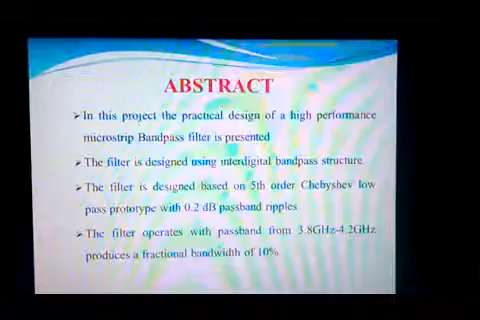 ABSTRACT
➢ In this project the practical design of a high performance
microstrip Bandpass filter is presented
➢ The filter is designed using interdigital bandpass structure.
➢ The filter is designed based on 5th order Chebyshev low
pass prototype with 0.2 dB passband ripples
➢ The filter operates with passband from 3.8GHz-4.2GHz
produces a fractional bandwidth of 10%.